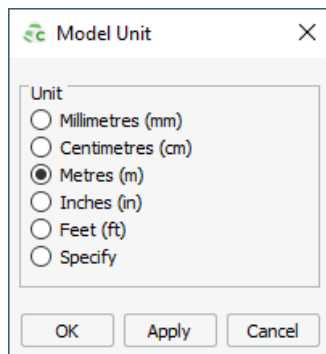 Model Unit
Unit
Millimetres (mm)
Centimetres (cm)
Metres (m)
Inches (in)
Feet (ft)
Specify
OK Apply Cancel